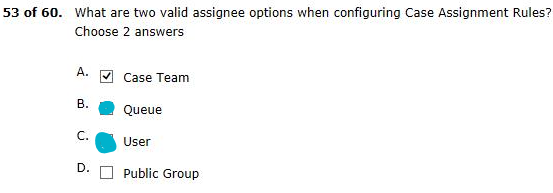 53 of 60. What are two valid assignee options when configuring Case Assignment Rules?
Choose 2 answers
A. Case Team
B. Queue
C. User
D. Public Group